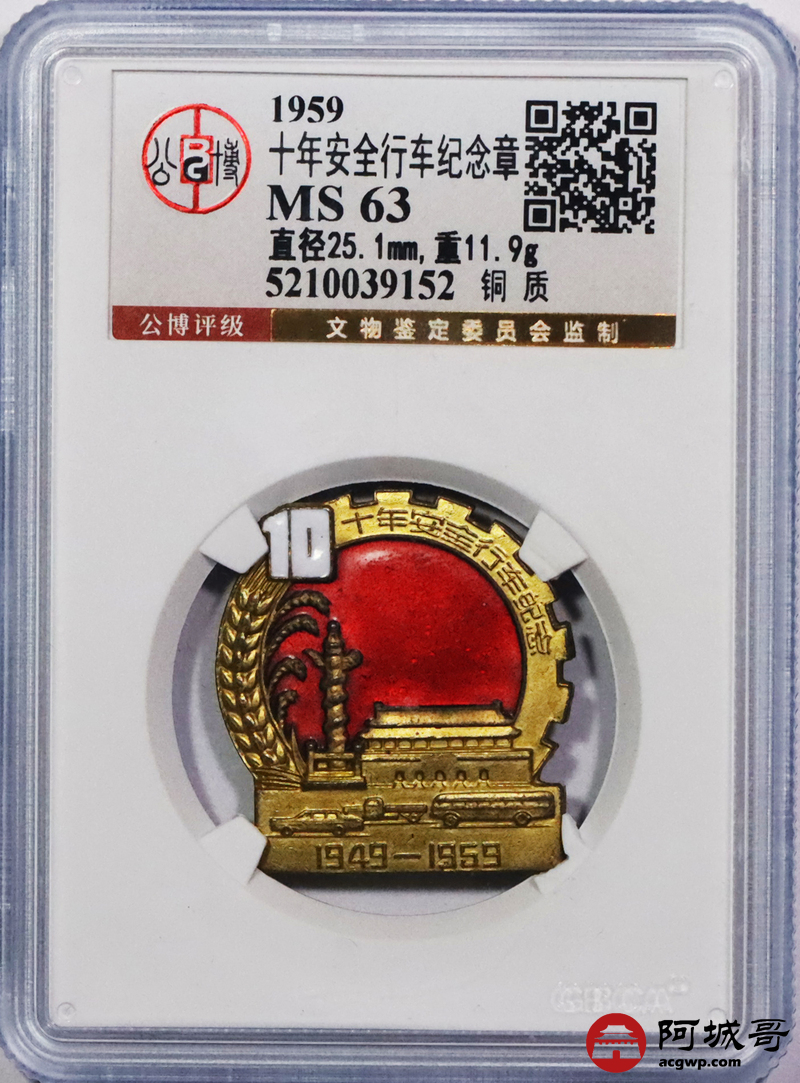 1959
公 博
十年安全行车纪念章
MS 63
直径25.1mm,重11.9g
5210039152 铜质
公博评级 文物鉴定委员会监制
10 十年安全行车纪念
1949—1959
阿城哥
acgwp.com